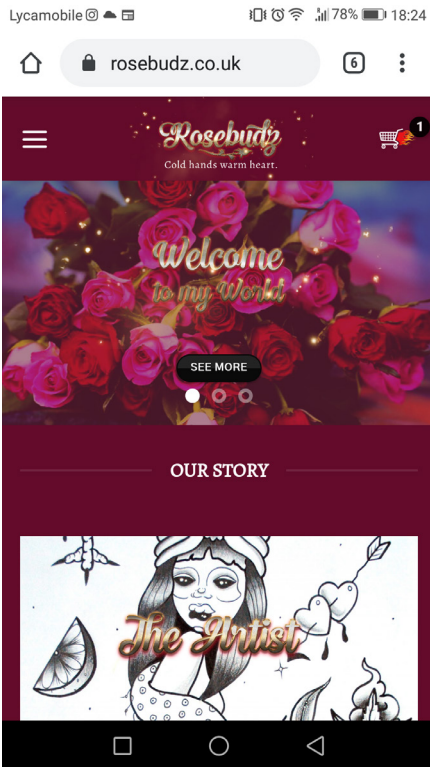 Lycamobile 78% 18:24
rosebudz.co.uk 6
1
Rosebudz
Cold hands warm heart.
Welcome
to my World
SEE MORE
OUR STORY
The Artist